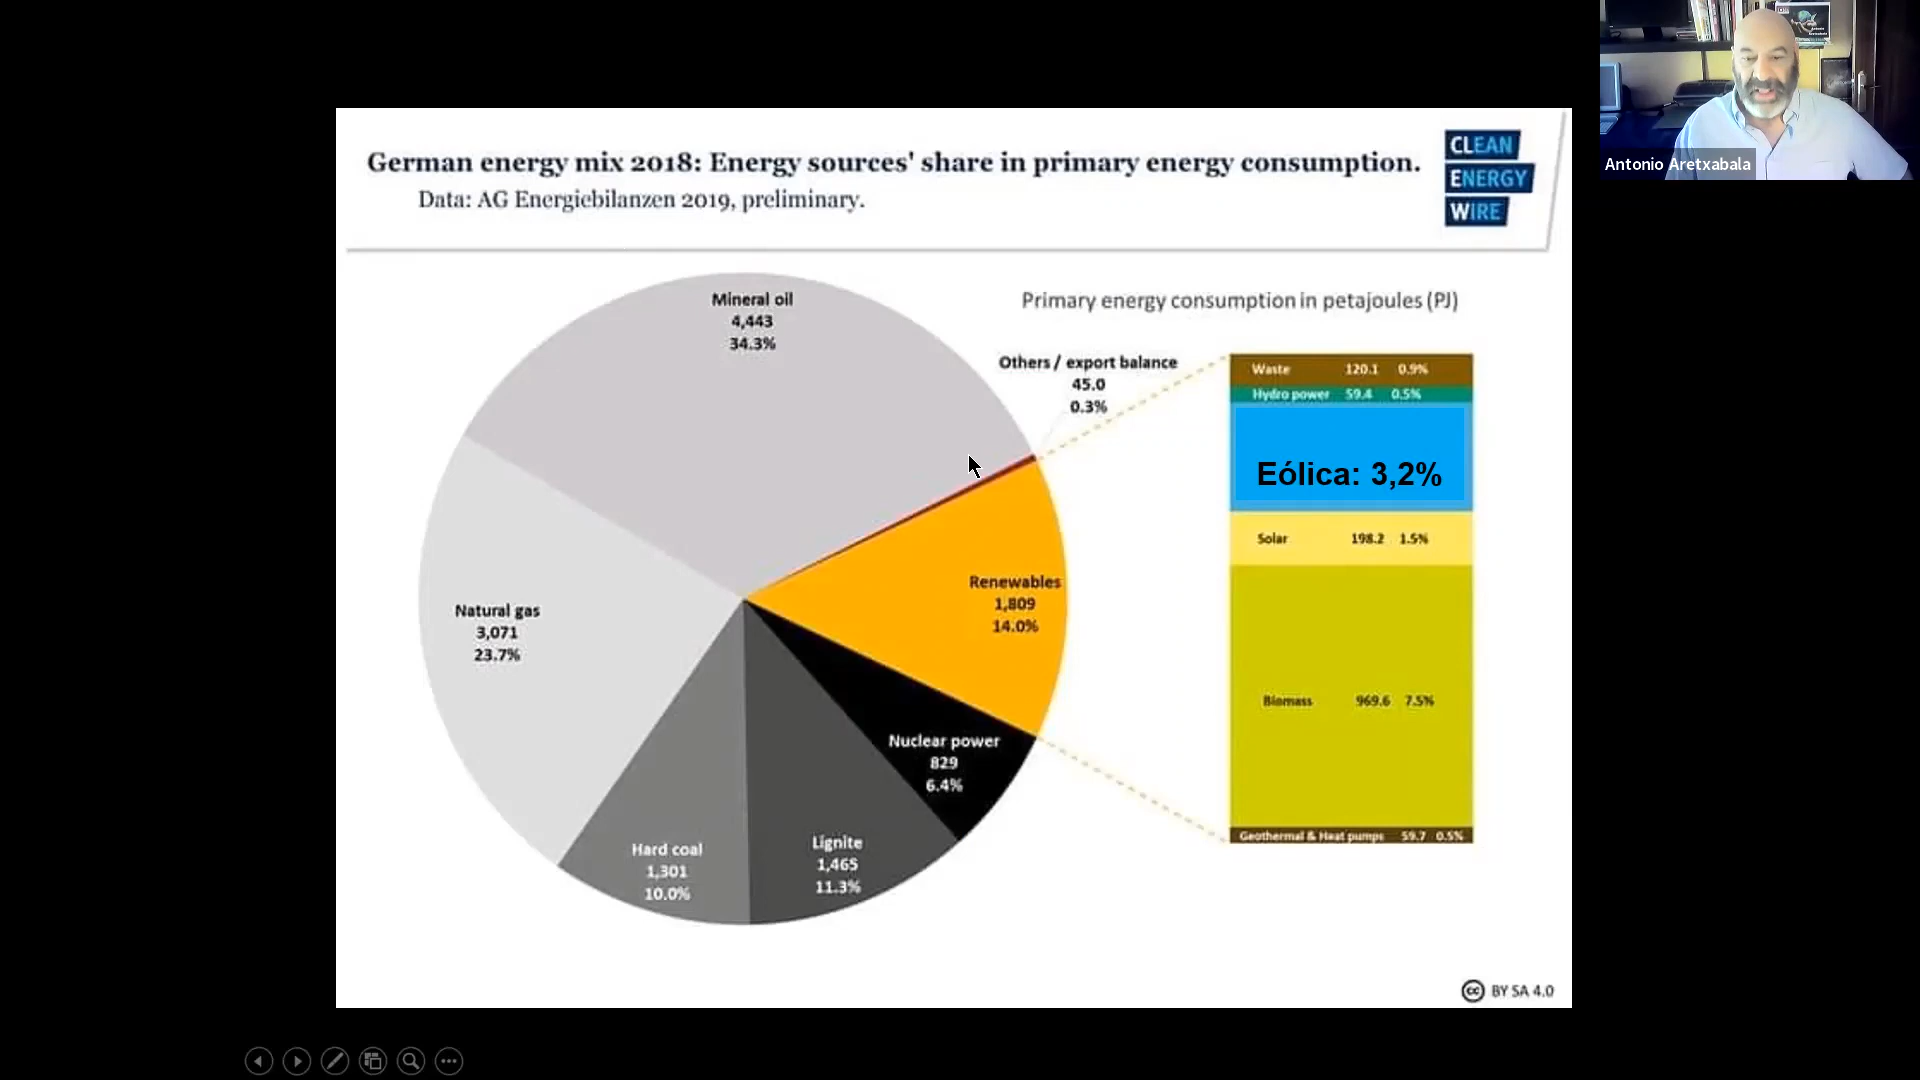 German energy mix 2018: Energy sources' share in primary energy consumption.
Data: AG Energiebilanzen 2019, preliminary.
CLEAN
ENERGY
WIRE
Antonio Aretxabala
Primary energy consumption in petajoules (PJ)
Mineral oil
4,443
34.3%
Others / export balance
45.0
0.3%
Renewables
1,809
14.0%
Nuclear power
829
6.4%
Lignite
1,465
11.3%
Hard coal
1,301
10.0%
Natural gas
3,071
23.7%
Waste 120.1 0.9%
Hydro power 59.4 0.5%
Eólica: 3,2%
Solar 198.2 1.5%
Biomass 969.6 7.5%
Geothermal & Heat pumps 59.7 0.5%
cc BY SA 4.0